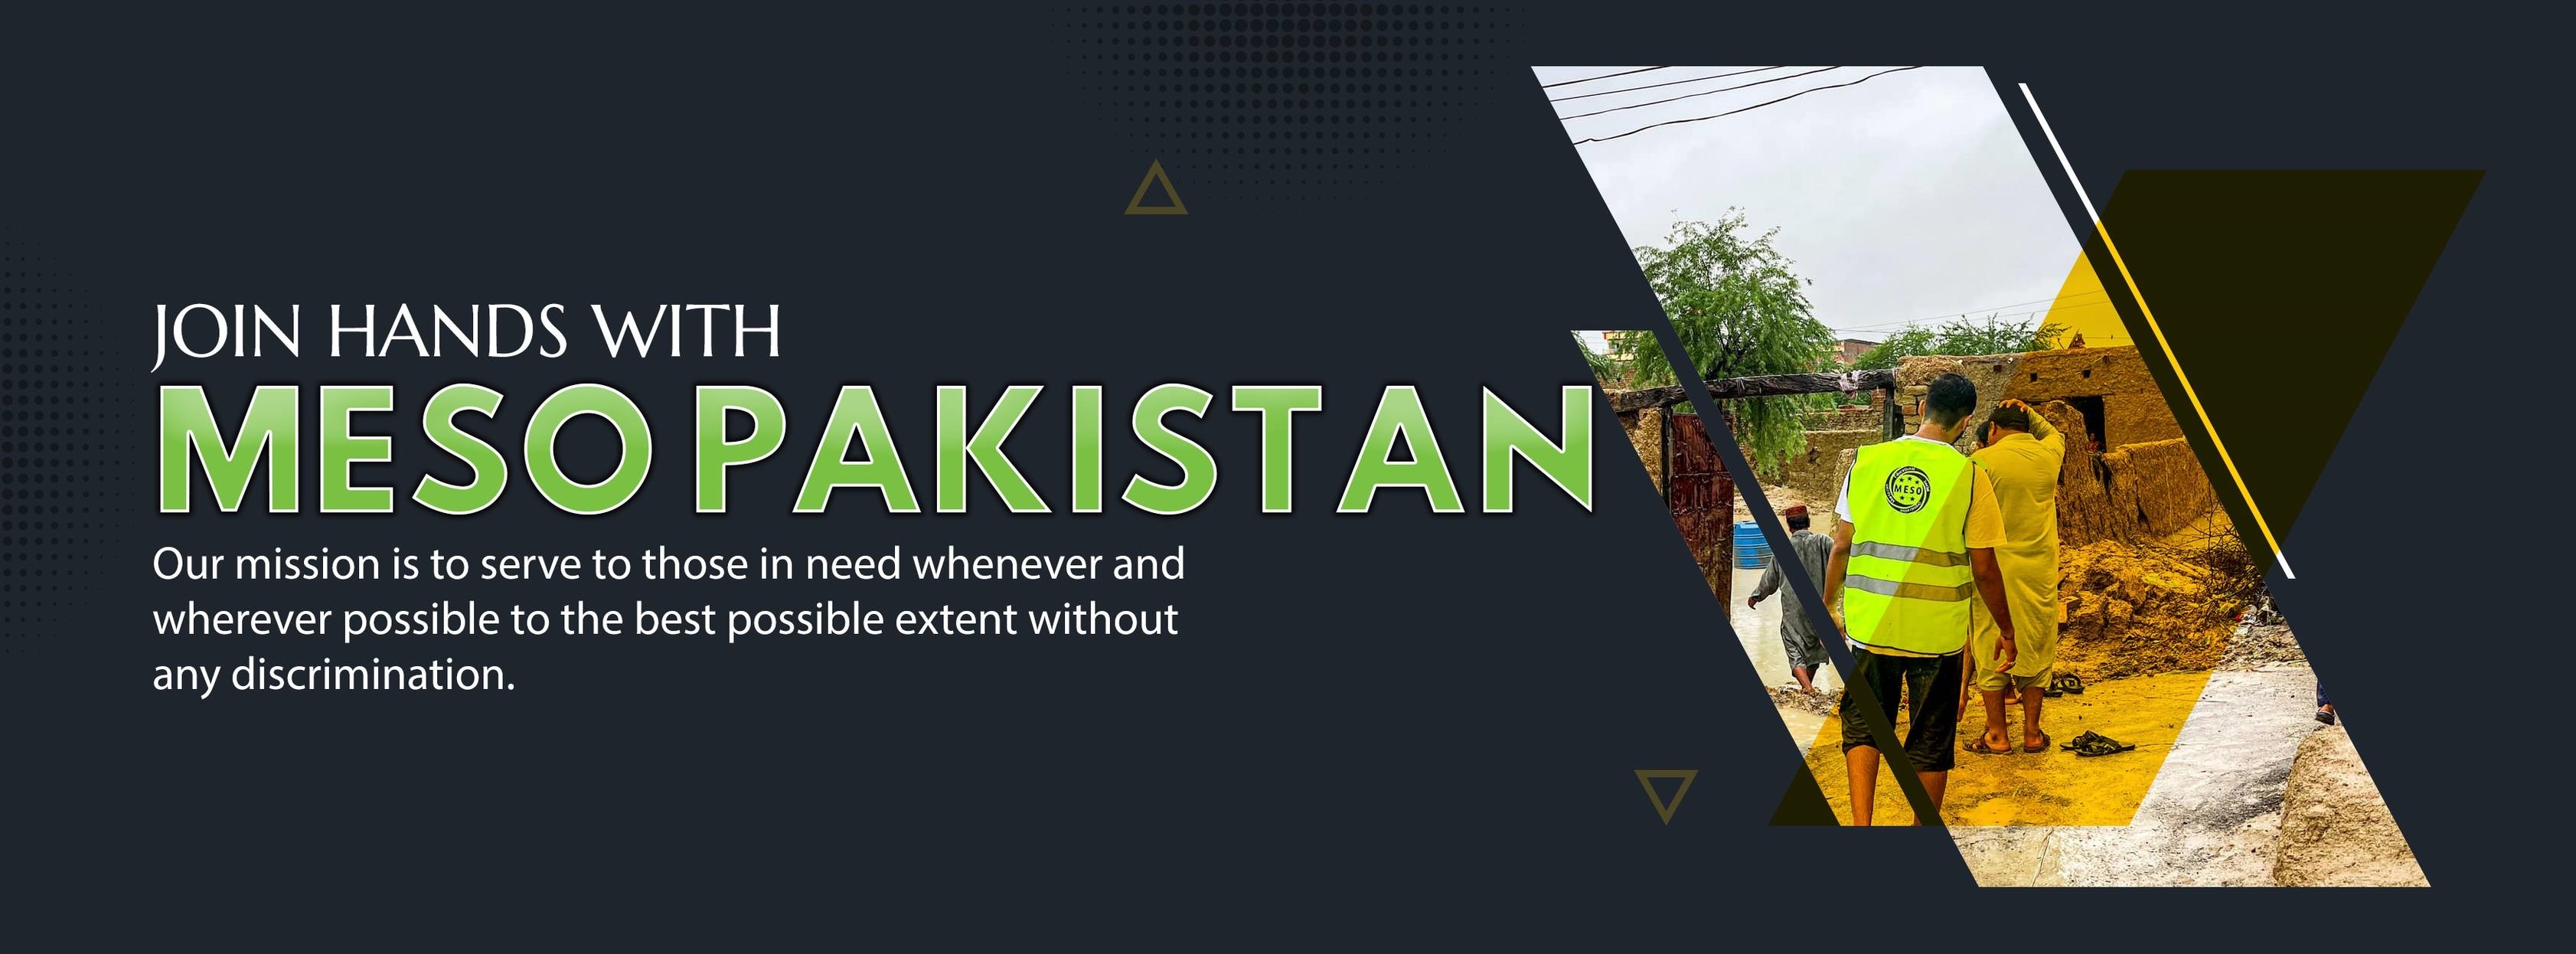 JOIN HANDS WITH
MESO PAKISTAN
Our mission is to serve to those in need whenever and
wherever possible to the best possible extent without
any discrimination.
MESO